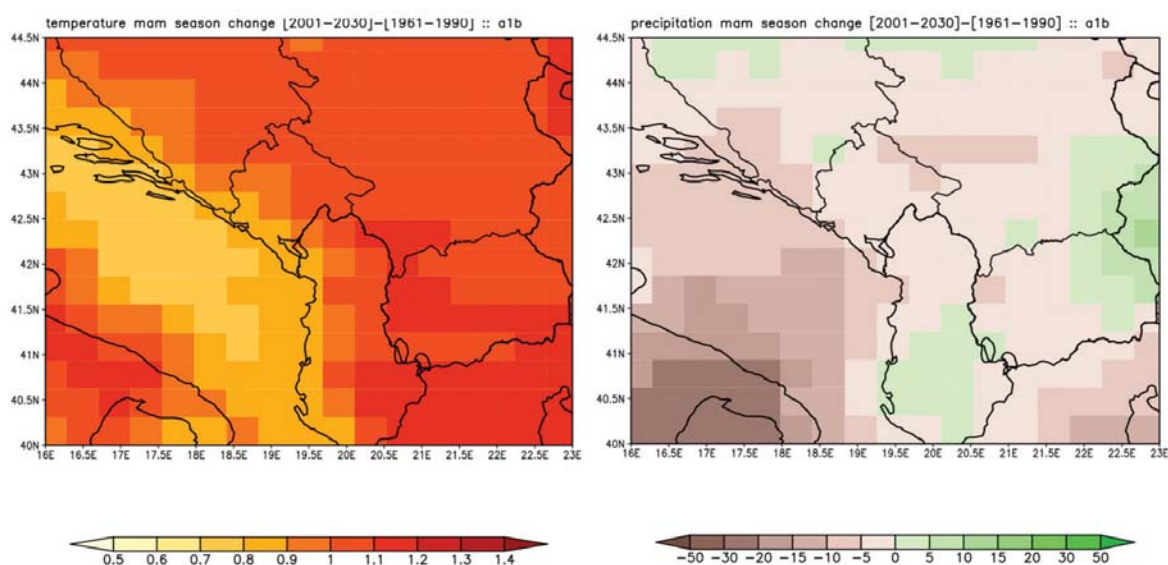 temperature mam season change [2001-2030]-[1961-1990] :: a1b
44.5N
44N
43.5N
43N
42.5N
42N
41.5N
41N
40.5N
40N
16E 16.5E 17E 17.5E 18E 18.5E 19E 19.5E 20E 20.5E 21E 21.5E 22E 22.5E 23E
0.5 0.6 0.7 0.8 0.9 1 1.1 1.2 1.3 1.4
precipitation mam season change [2001-2030]-[1961-1990] :: a1b
44.5N
44N
43.5N
43N
42.5N
42N
41.5N
41N
40.5N
40N
16E 16.5E 17E 17.5E 18E 18.5E 19E 19.5E 20E 20.5E 21E 21.5E 22E 22.5E 23E
-50 -30 -20 -15 -10 -5 0 5 10 15 20 30 50